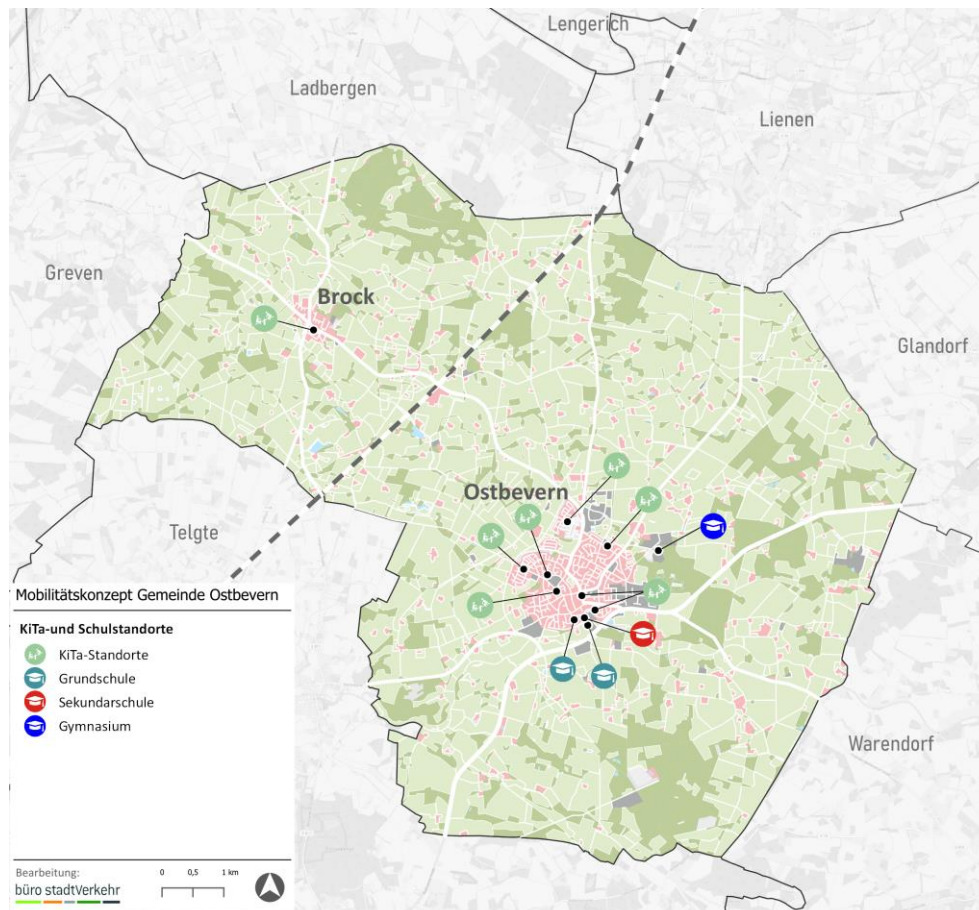 Lengerich
Ladbergen
Lienen
Greven
Brock
Glandorf
Ostbevern
Telgte
Warendorf
Mobilitätskonzept Gemeinde Ostbevern
KiTa-und Schulstandorte
KiTa-Standorte
Grundschule
Sekundarschule
Gymnasium
Bearbeitung:
büro stadtVerkehr
0 0,5 1 km